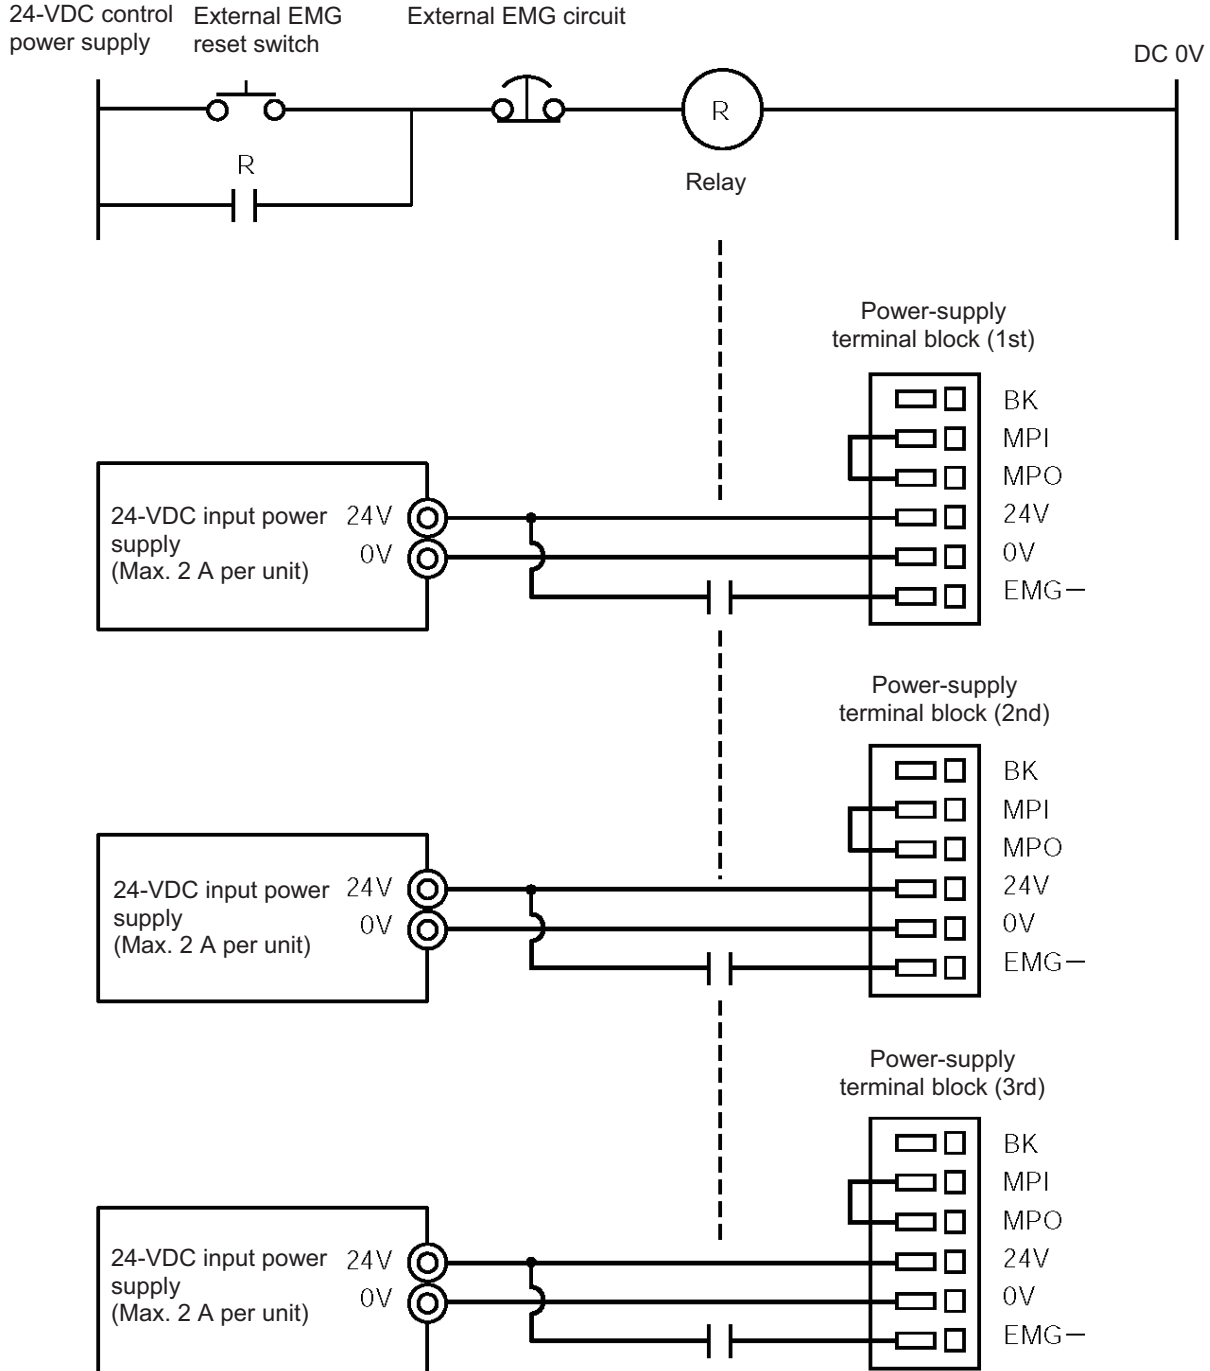 24-VDC control
power supply
External EMG
reset switch
External EMG circuit
DC 0V
R
R
Relay
Power-supply
terminal block (1st)
BK
MPI
MPO
24V
0V
EMG−
24-VDC input power
supply
(Max. 2 A per unit)
24V
0V
Power-supply
terminal block (2nd)
BK
MPI
MPO
24V
0V
EMG−
24-VDC input power
supply
(Max. 2 A per unit)
24V
0V
Power-supply
terminal block (3rd)
BK
MPI
MPO
24V
0V
EMG−
24-VDC input power
supply
(Max. 2 A per unit)
24V
0V